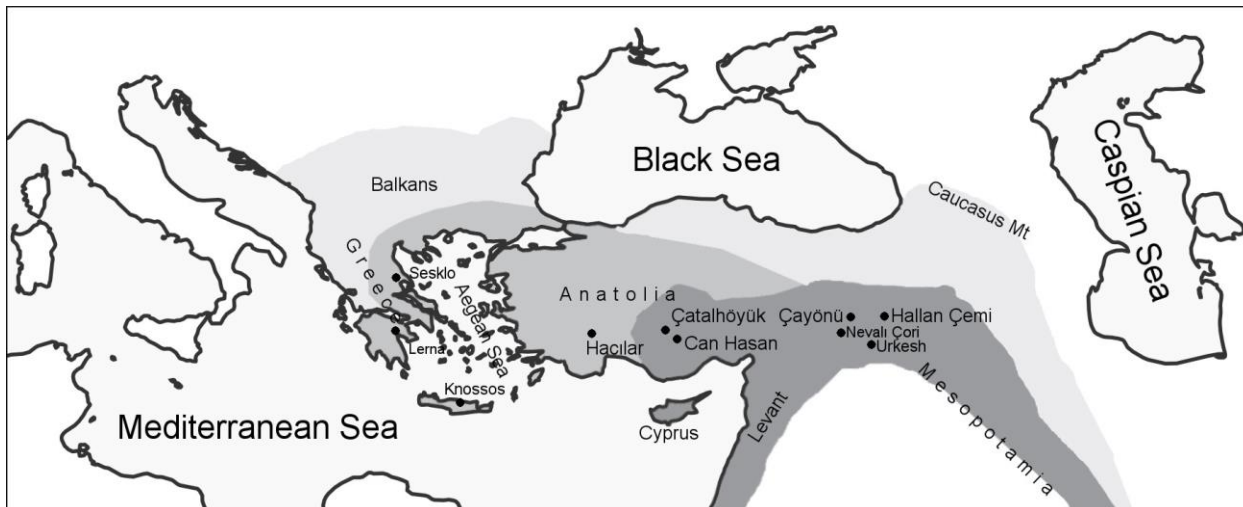 Black Sea
Caspian Sea
Balkans
Caucasus Mt
Greece
Sesklo
Aegean Sea
Anatolia
Çatalhöyük
Çayönü
Hallan Çemi
Nevalı Çori
Lerna
Hacılar
Can Hasan
Urkesh
Knossos
Mesopotamia
Mediterranean Sea
Cyprus
Levant